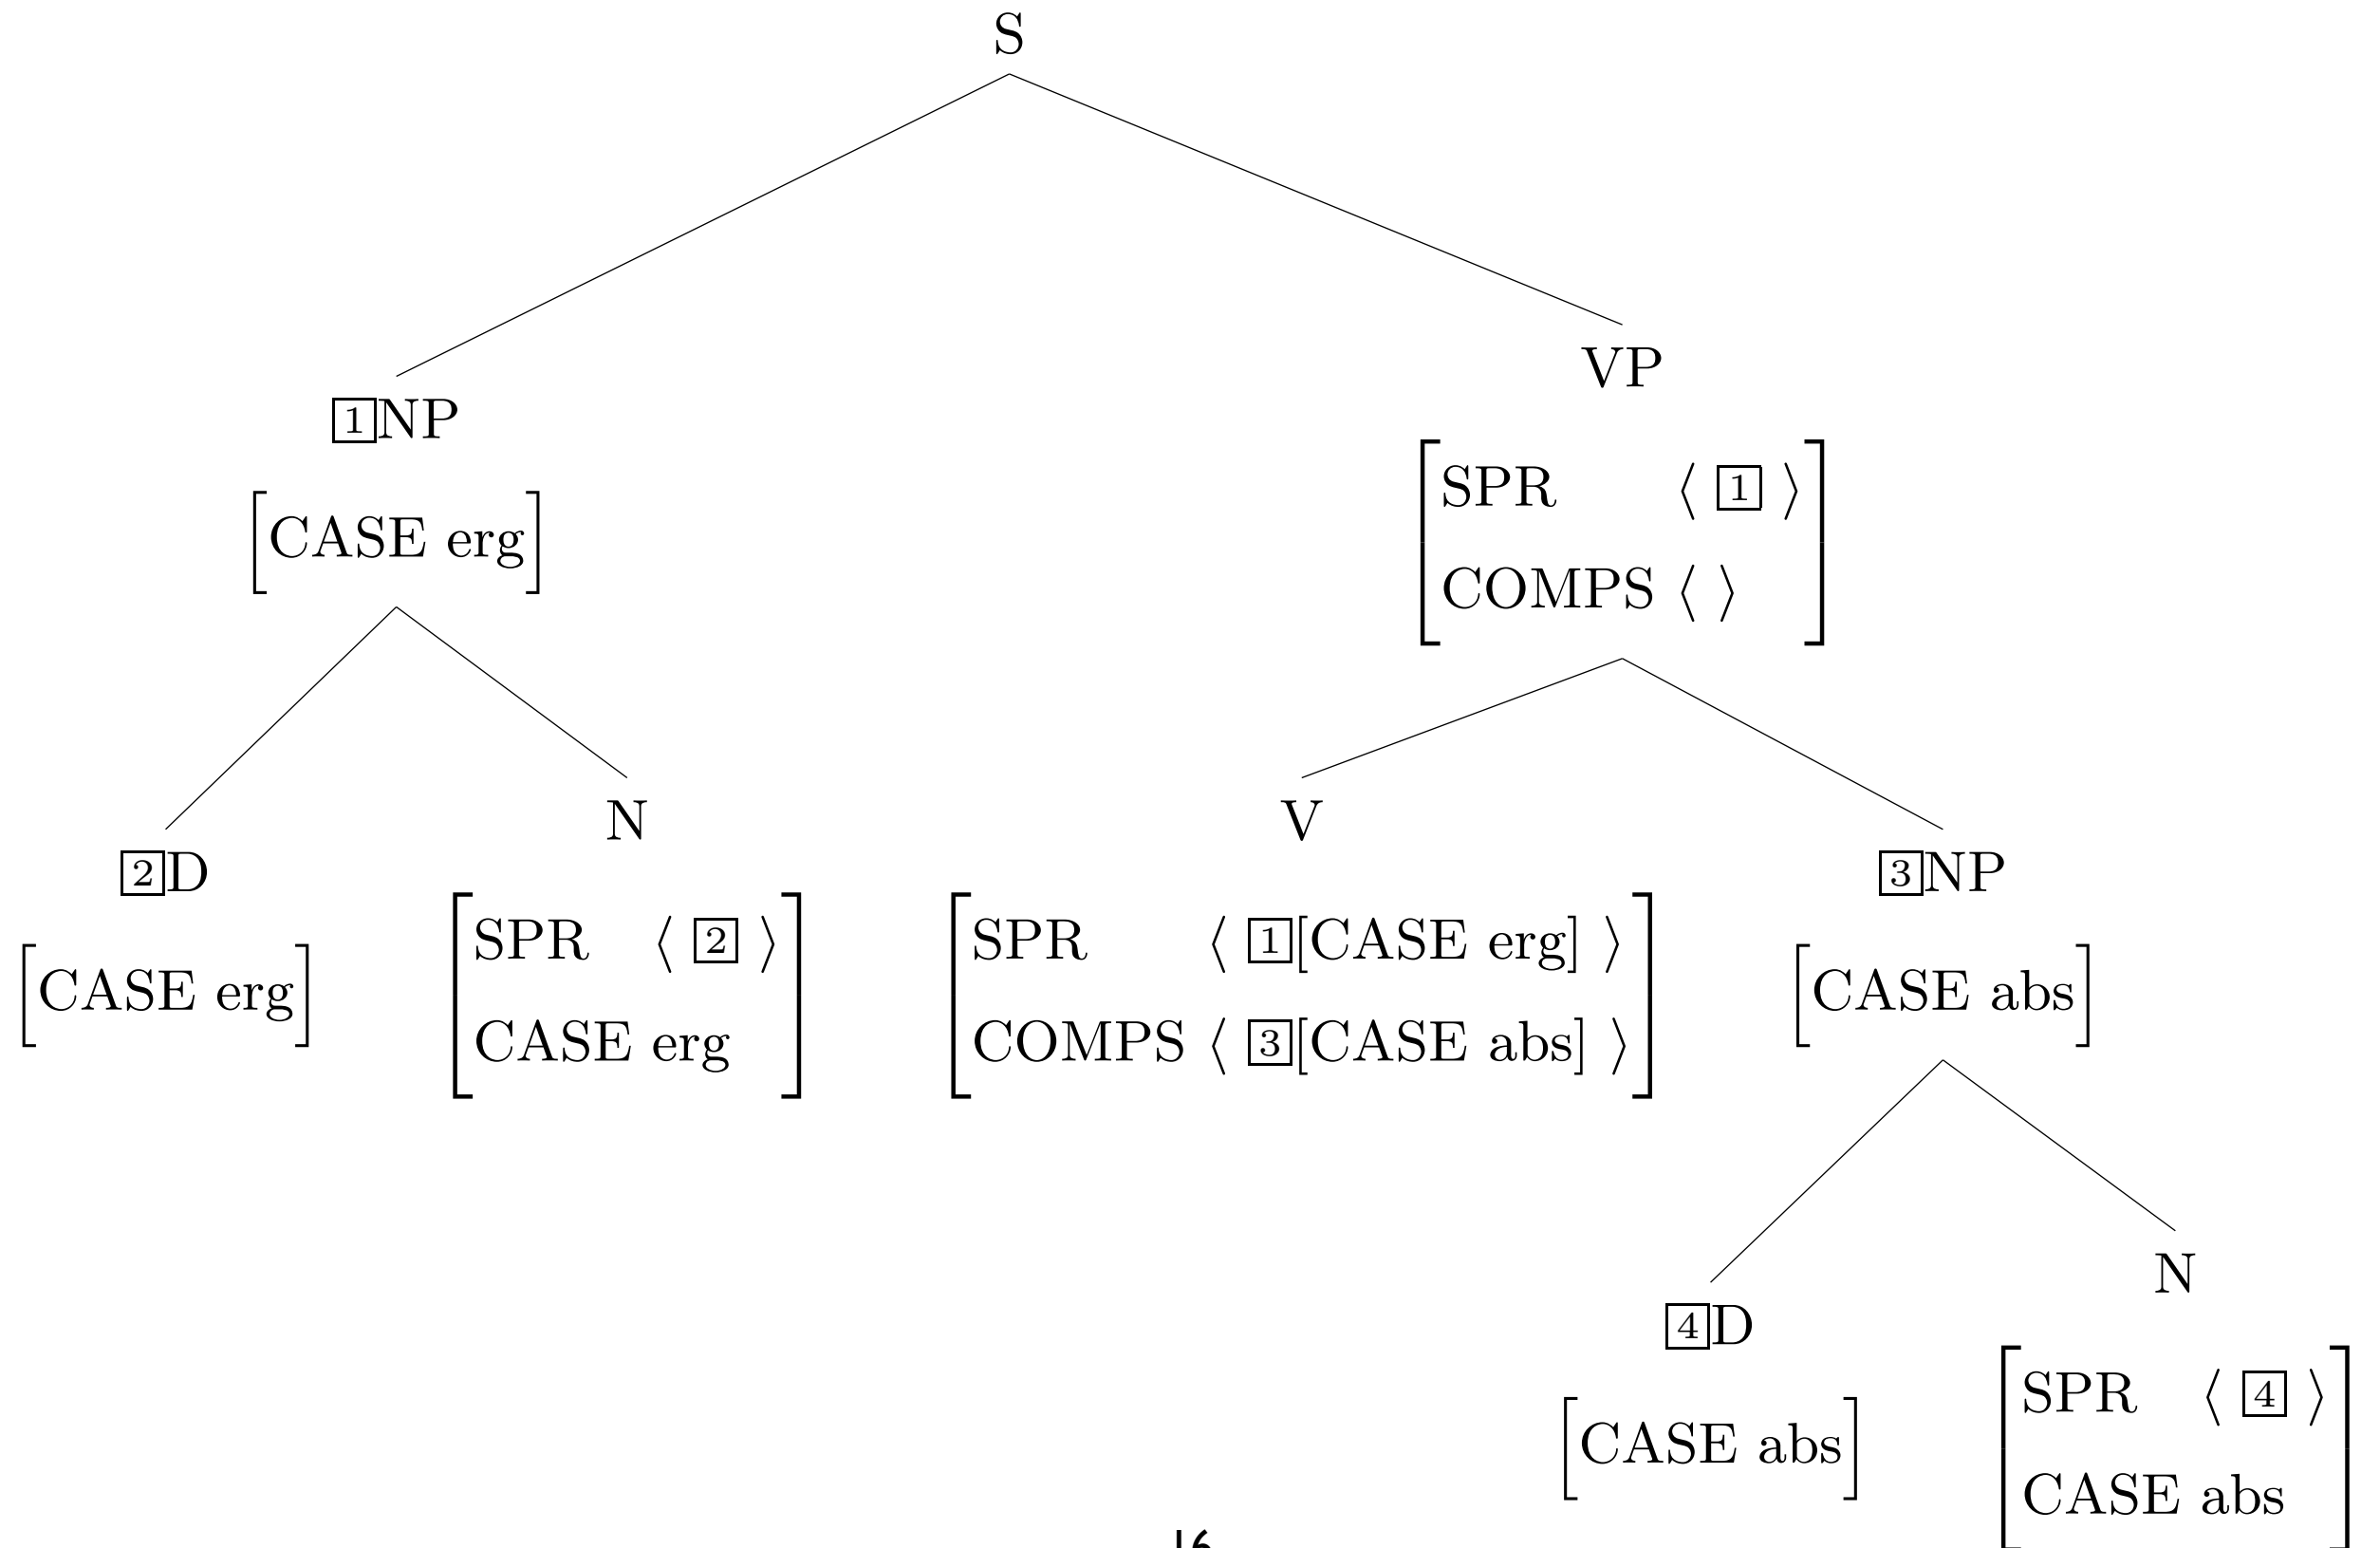 S
VP
1NP
SPR ⟨ 1 ⟩
[CASE erg]
COMPS ⟨ ⟩
N
V
2D
3NP
SPR ⟨ 2 ⟩
SPR ⟨ 1[CASE erg] ⟩
[CASE erg]
[CASE abs]
CASE erg
COMPS ⟨ 3[CASE abs] ⟩
N
4D
SPR ⟨ 4 ⟩
[CASE abs]
CASE abs